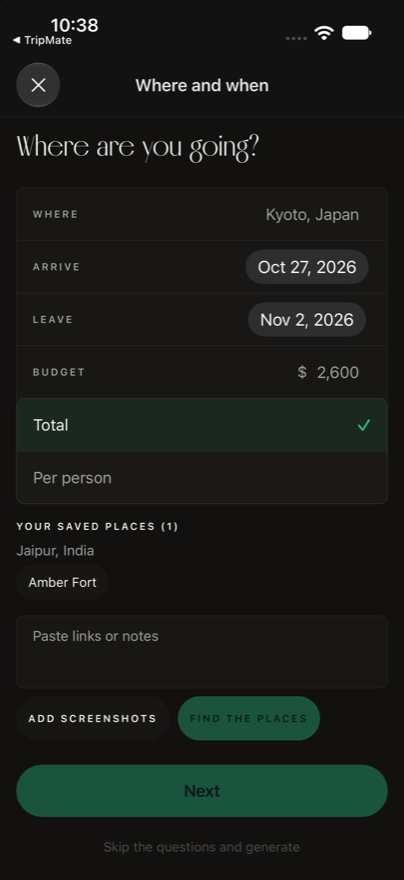 10:38
◀ TripMate
Where and when
Where are you going?
WHERE
Kyoto, Japan
ARRIVE
Oct 27, 2026
LEAVE
Nov 2, 2026
BUDGET
$ 2,600
Total
Per person
YOUR SAVED PLACES (1)
Jaipur, India
Amber Fort
Paste links or notes
ADD SCREENSHOTS
FIND THE PLACES
Next
Skip the questions and generate